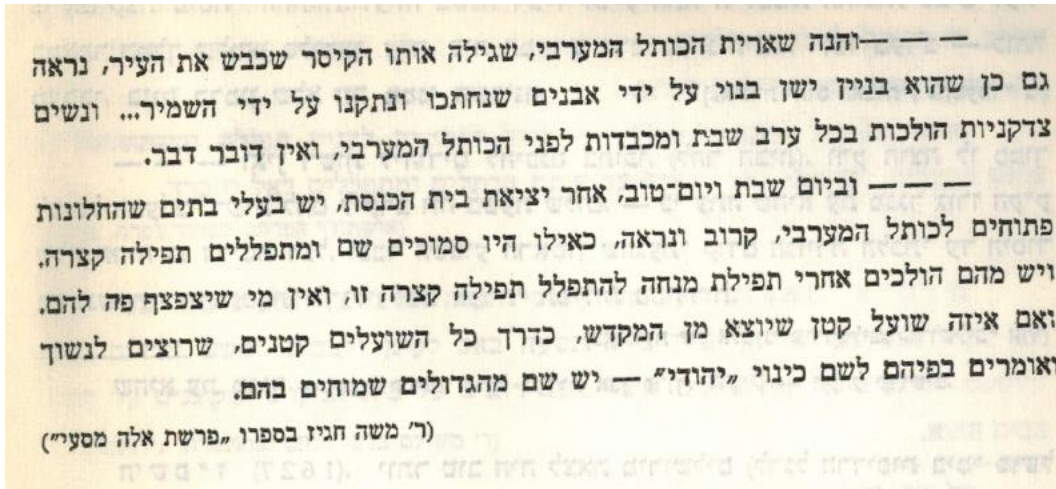 — — — והנה שארית הכותל המערבי, שגילה אותו הקיסר שכבש את העיר, נראה
גם כן שהוא בניין ישן בנוי על ידי אבנים שנחתכו ונתקנו על ידי השמיר... ונשים
צדקניות הולכות בכל ערב שבת ומכבדות לפני הכותל המערבי, ואין דובר דבר.
— — — וביום שבת ויום־טוב, אחר יציאת בית הכנסת, יש בעלי בתים שהחלונות
פתוחים לכותל המערבי, קרוב ונראה, כאילו היו סמוכים שם ומתפללים תפילה קצרה.
ויש מהם הולכים אחרי תפילת מנחה להתפלל תפילה קצרה זו, ואין מי שיצפצף פה להם.
ואם איזה שועל קטן שיוצא מן המקדש, כדרך כל השועלים קטנים, שרוצים לנשוך
ואומרים בפיהם לשם כינוי „יהודי” — יש שם מהגדולים שמוחים בהם.
(ר' משה חגיז בספרו „פרשת אלה מסעי”)